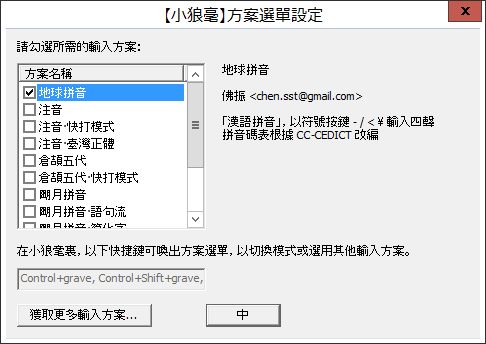 【小狼毫】方案選單設定
x
請勾選所需的輸入方案:
方案名稱
地球拼音
注音
注音·快打模式
注音·臺灣正體
倉頡五代
倉頡五代·快打模式
朙月拼音
朙月拼音·語句流
朙月拼音·简化字
地球拼音
佛振 <chen.sst@gmail.com>
「漢語拼音」, 以符號按鍵 - / < ¥ 輸入四聲
拼音碼表根據 CC-CEDICT 改編
在小狼毫裏, 以下快捷鍵可喚出方案選單, 以切換模式或選用其他輸入方案。
Control+grave, Control+Shift+grave,
獲取更多輸入方案...
中